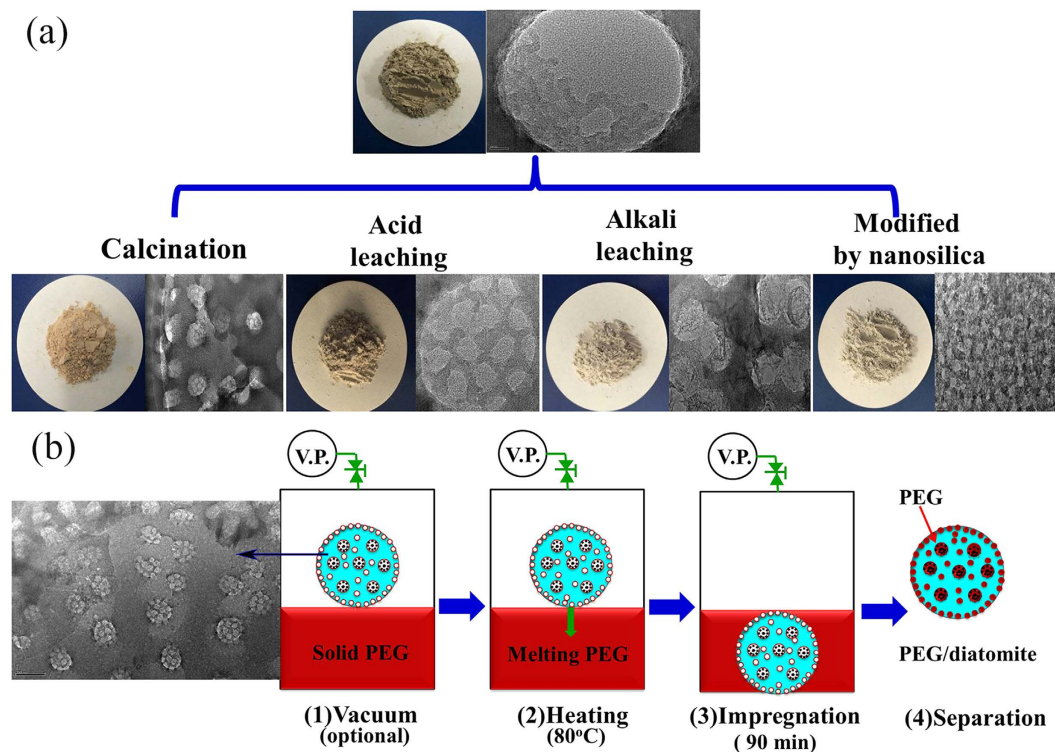 (a)
Calcination
Acid
leaching
Alkali
leaching
Modified
by nanosilica
(b)
V.P.
V.P.
V.P.
PEG
Solid PEG
Melting PEG
PEG/diatomite
(1)Vacuum
(optional)
(2)Heating
(80°C)
(3)Impregnation
( 90 min)
(4)Separation